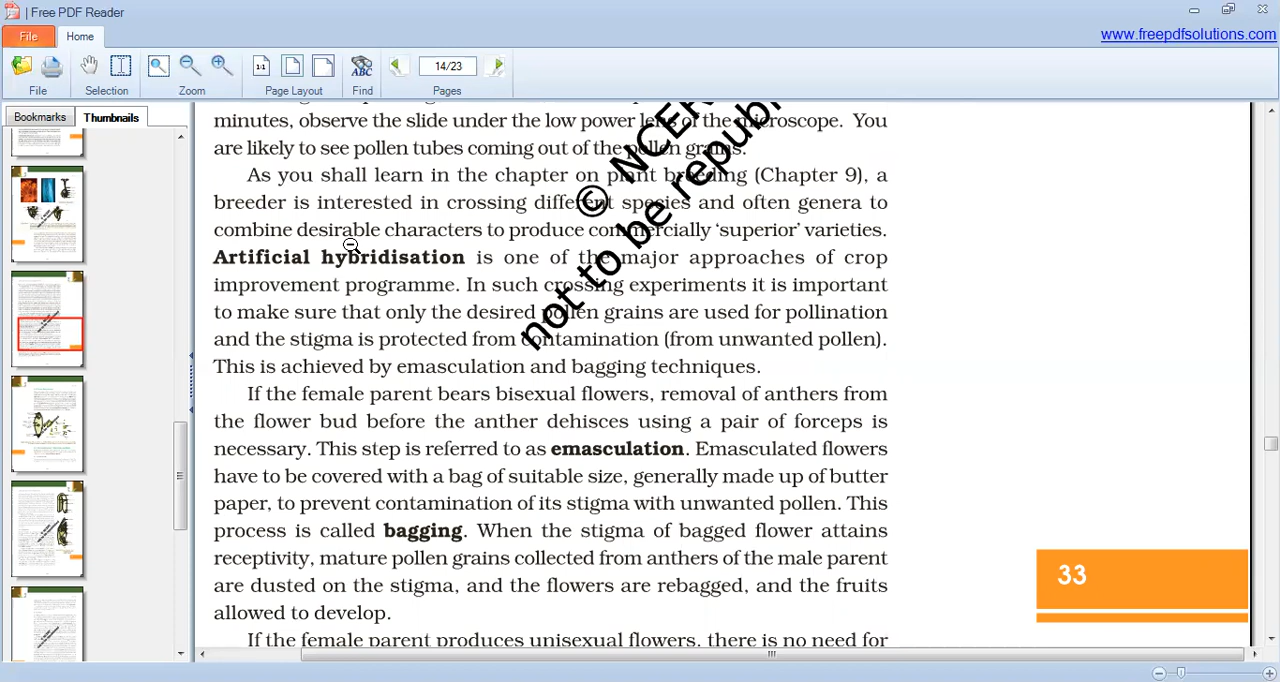 Free PDF Reader
File
Home
www.freepdfsolutions.com
ABC
1:1
14/23
File
Selection
Zoom
Page Layout
Find
Pages
Bookmarks
Thumbnails
minutes, observe the slide under the low power lens of the microscope. You
are likely to see pollen tubes coming out of the pollen grains.
As you shall learn in the chapter on plant breeding (Chapter 9), a
breeder is interested in crossing different species and often genera to
combine desirable characters to produce commercially ‘superior’ varieties.
Artificial hybridisation is one of the major approaches of crop
improvement programme. In such crossing experiments it is important
to make sure that only the desired pollen grains are used for pollination
and the stigma is protected from contamination (from unwanted pollen).
This is achieved by emasculation and bagging techniques.
If the female parent bears bisexual flowers, removal of anthers from
the flower bud before the anther dehisces using a pair of forceps is
necessary. This step is referred to as emasculation. Emasculated flowers
have to be covered with a bag of suitable size, generally made up of butter
paper, to prevent contamination of its stigma with unwanted pollen. This
process is called bagging. When the stigma of bagged flower attains
receptivity, mature pollen grains collected from anthers of the male parent
are dusted on the stigma, and the flowers are rebagged, and the fruits
allowed to develop.
If the female parent produces unisexual flowers, there is no need for
© NCER
not to be republ
33